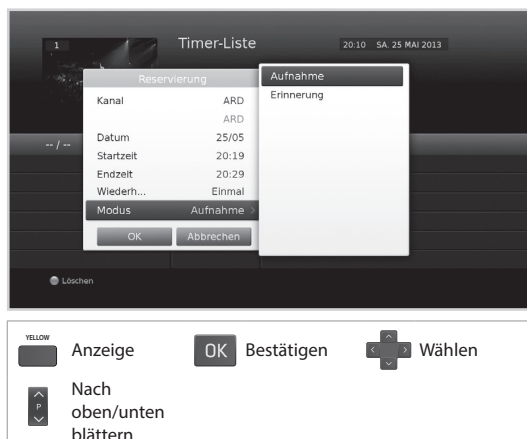 1
Timer-Liste
20:10 SA. 25 MAI 2013
Reservierung
Kanal ARD
ARD
Datum 25/05
Startzeit 20:19
Endzeit 20:29
Wiederh... Einmal
Modus Aufnahme >
OK Abbrechen
Aufnahme
Erinnerung
-- / --
Löschen
YELLOW
Anzeige
OK Bestätigen
Wählen
P
Nach
oben/unten
blättern